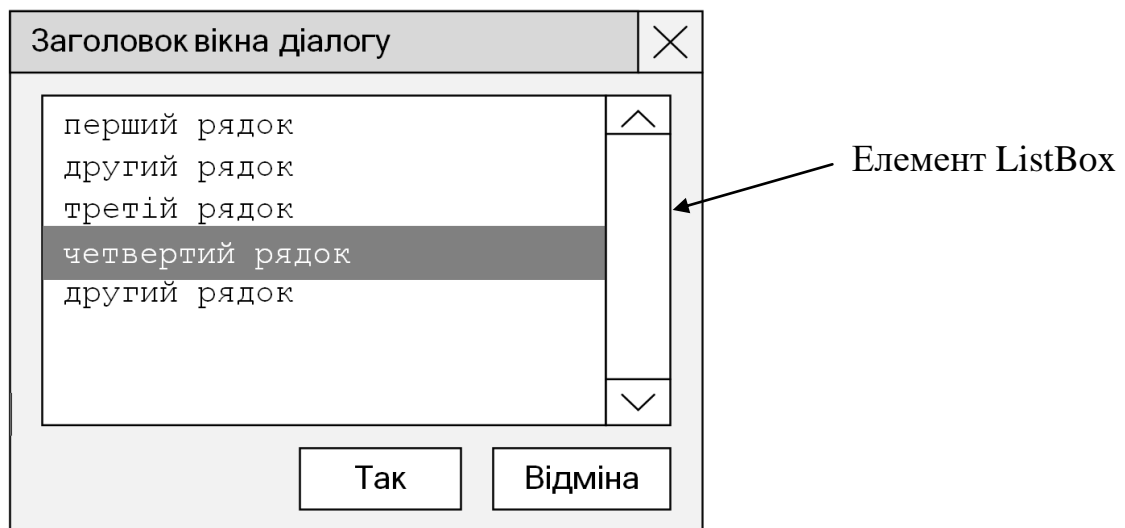 Заголовок вікна діалогу
перший рядок
другий рядок
третій рядок
четвертий рядок
другий рядок
Так
Відміна
Елемент ListBox